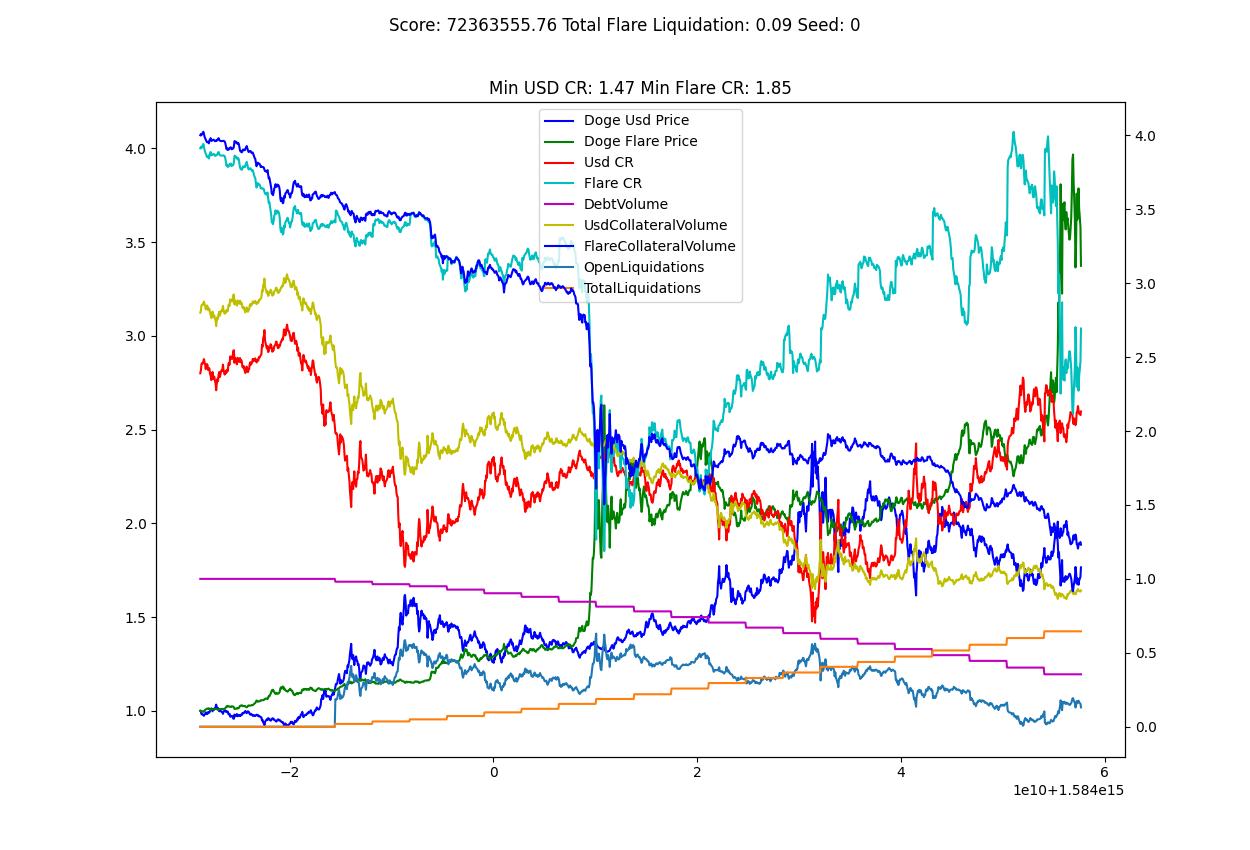 Score: 72363555.76 Total Flare Liquidation: 0.09 Seed: 0
Min USD CR: 1.47 Min Flare CR: 1.85
Doge Usd Price
Doge Flare Price
Usd CR
Flare CR
DebtVolume
UsdCollateralVolume
FlareCollateralVolume
OpenLiquidations
TotalLiquidations
4.0
3.5
3.0
2.5
2.0
1.5
1.0
4.0
3.5
3.0
2.5
2.0
1.5
1.0
0.5
0.0
−2 0 2 4 6
1e10+1.584e15